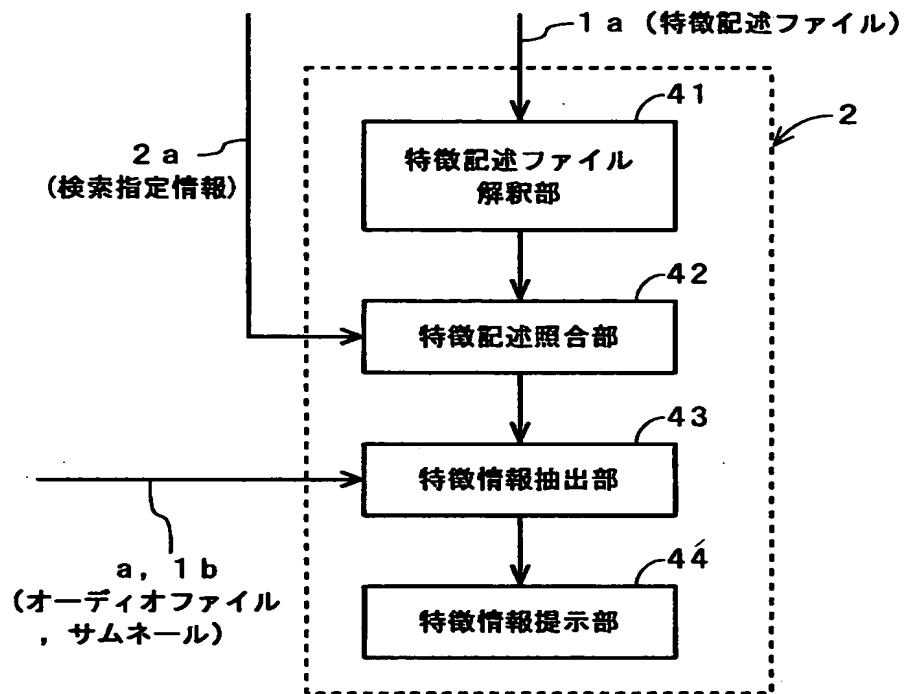 1a (特徴記述ファイル)
41
2
特徴記述ファイル
解釈部
2a
(検索指定情報)
42
特徴記述照合部
43
特徴情報抽出部
a, 1b
(オーディオファイル
, サムネール)
44
特徴情報提示部